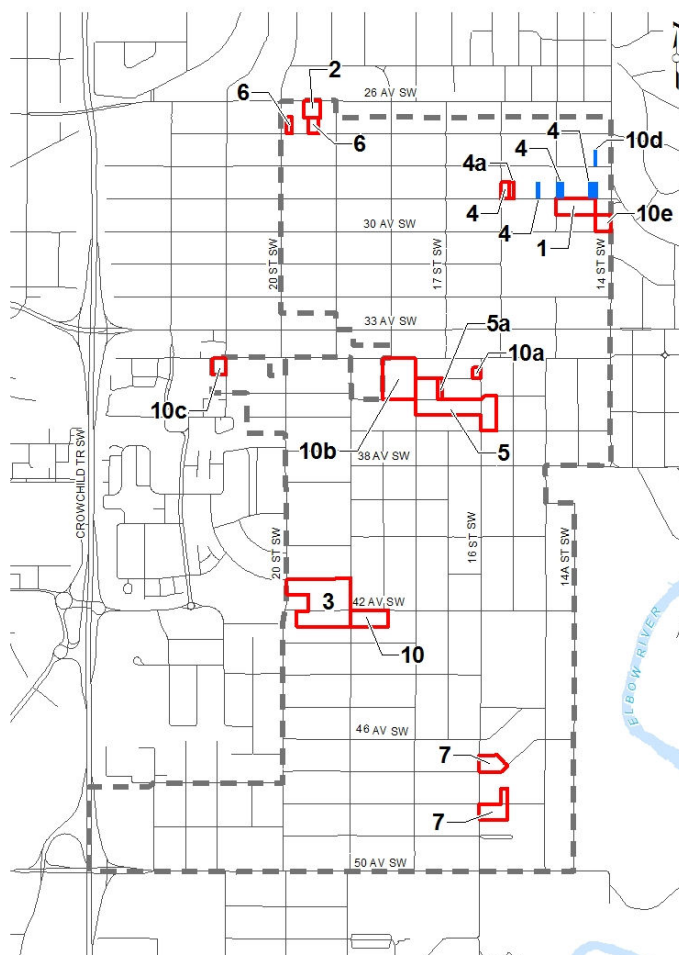 2
6
26 AV SW
6
4
4
10d
4a
4
4
4
10e
1
30 AV SW
20 ST SW
17 ST SW
14 ST SW
33 AV SW
5a
10a
10c
10b
5
38 AV SW
CROWCHILD TR SW
20 ST SW
16 ST SW
14A ST SW
3
42 AV SW
10
ELBOW RIVER
46 AV SW
7
7
50 AV SW